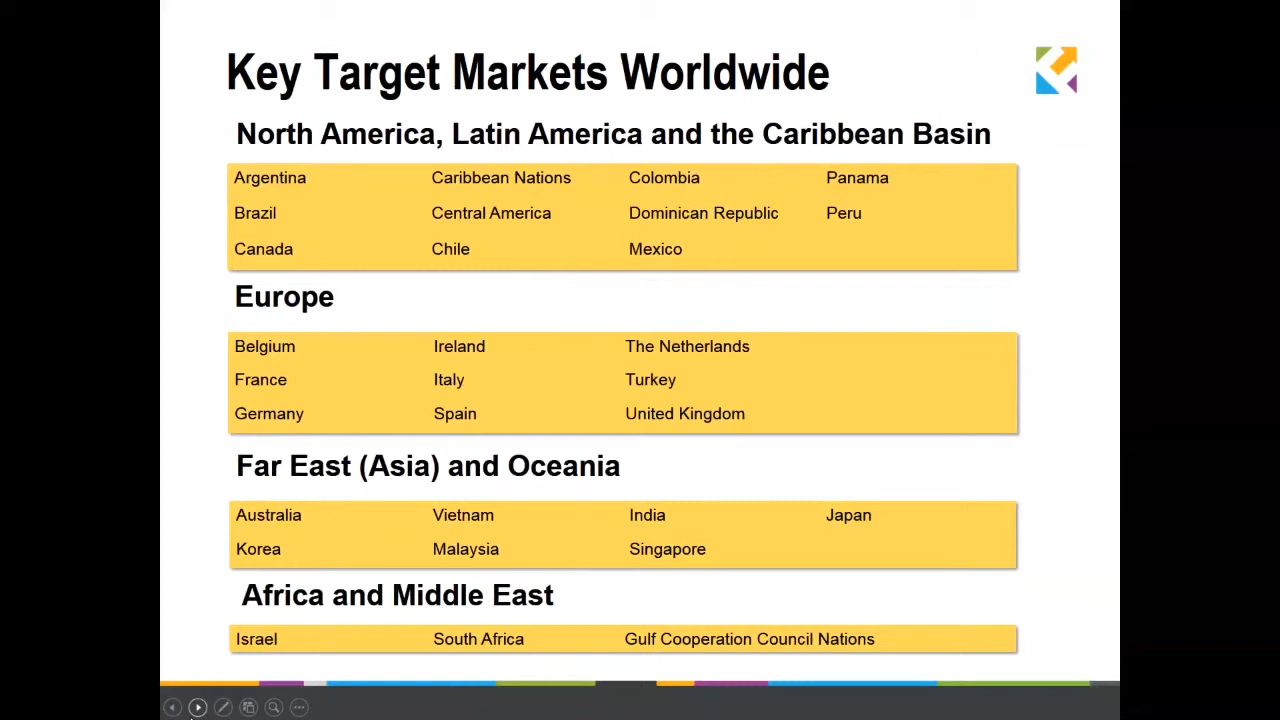 Key Target Markets Worldwide
North America, Latin America and the Caribbean Basin
Argentina Caribbean Nations Colombia Panama
Brazil Central America Dominican Republic Peru
Canada Chile Mexico
Europe
Belgium Ireland The Netherlands
France Italy Turkey
Germany Spain United Kingdom
Far East (Asia) and Oceania
Australia Vietnam India Japan
Korea Malaysia Singapore
Africa and Middle East
Israel South Africa Gulf Cooperation Council Nations